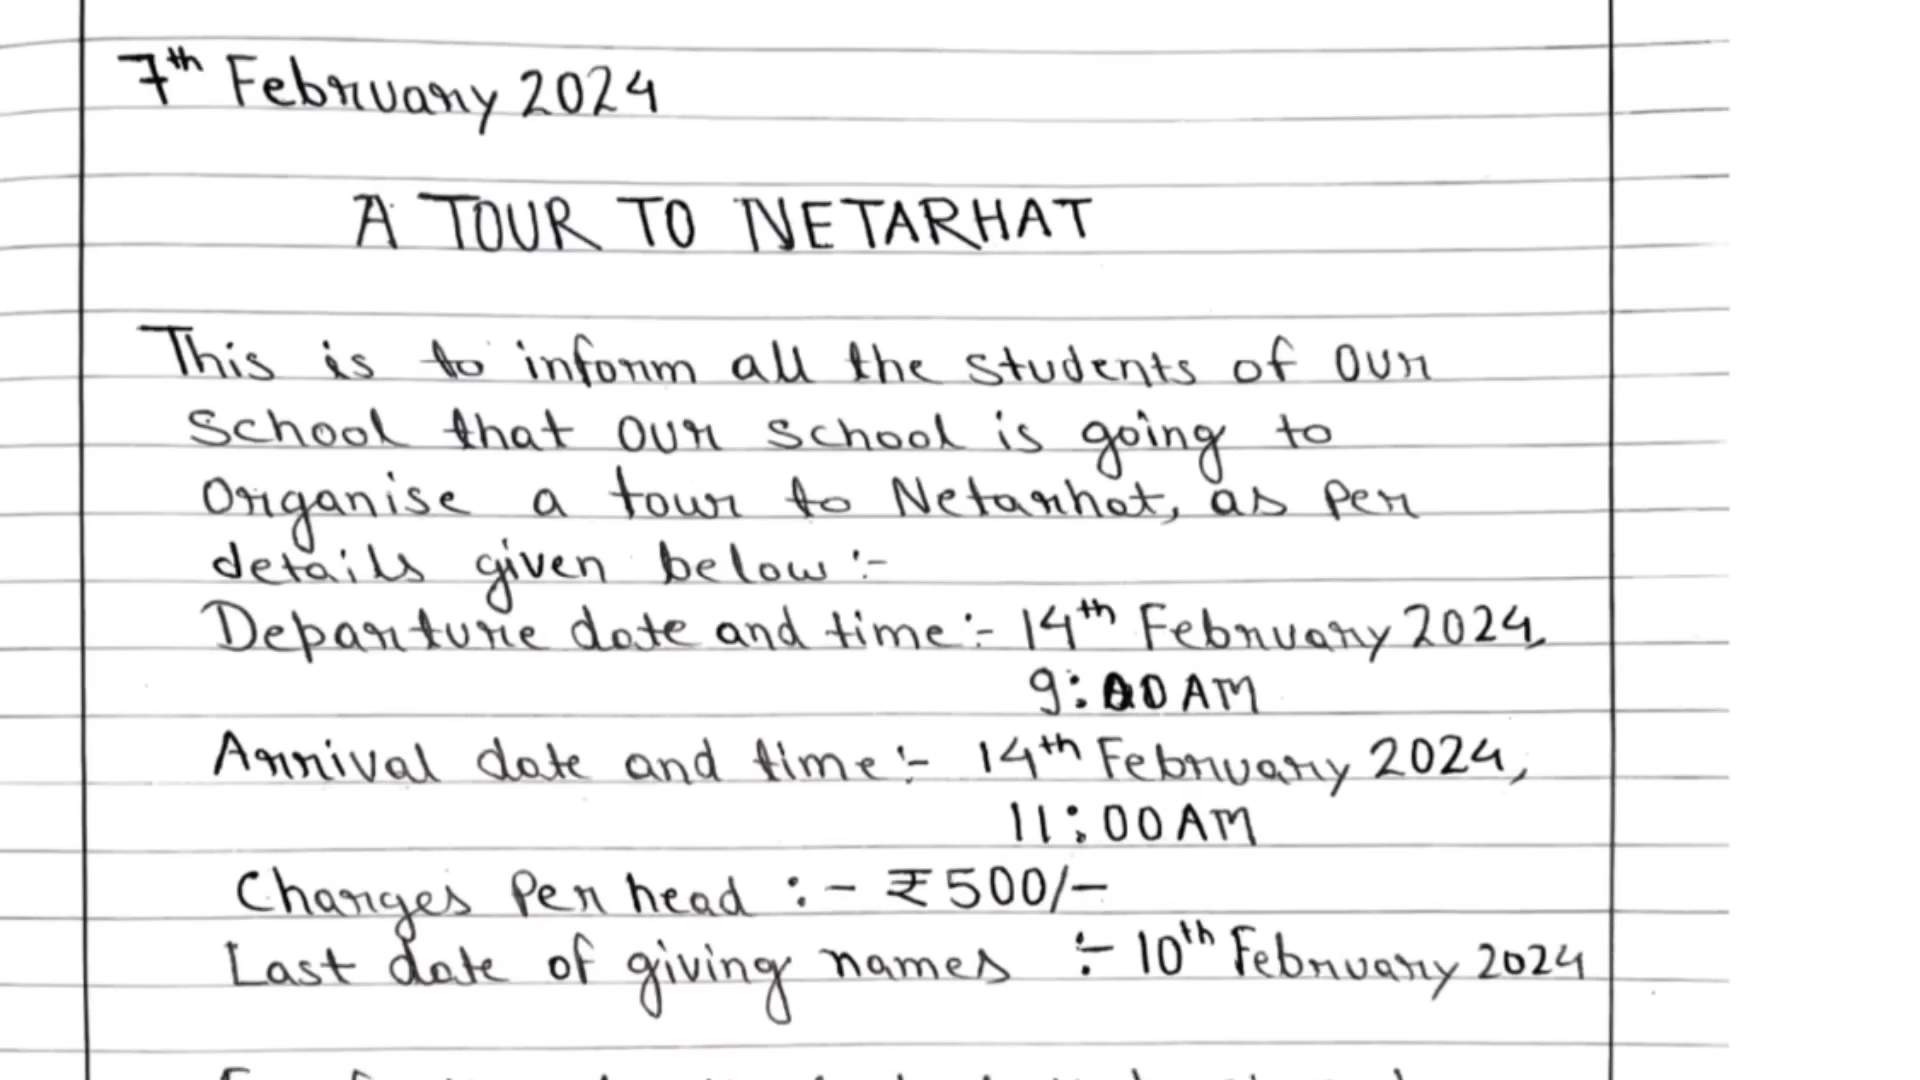 7th February 2024
A TOUR TO NETARHAT
This is to inform all the students of our
School that our school is going to
Organise a tour to Netarhat, as per
details given below :-
Departure date and time :- 14th February 2024,
9:00 AM
Arrival date and time :- 14th February 2024,
11:00 AM
Charges Per head :- ₹500/-
Last date of giving names :- 10th February 2024